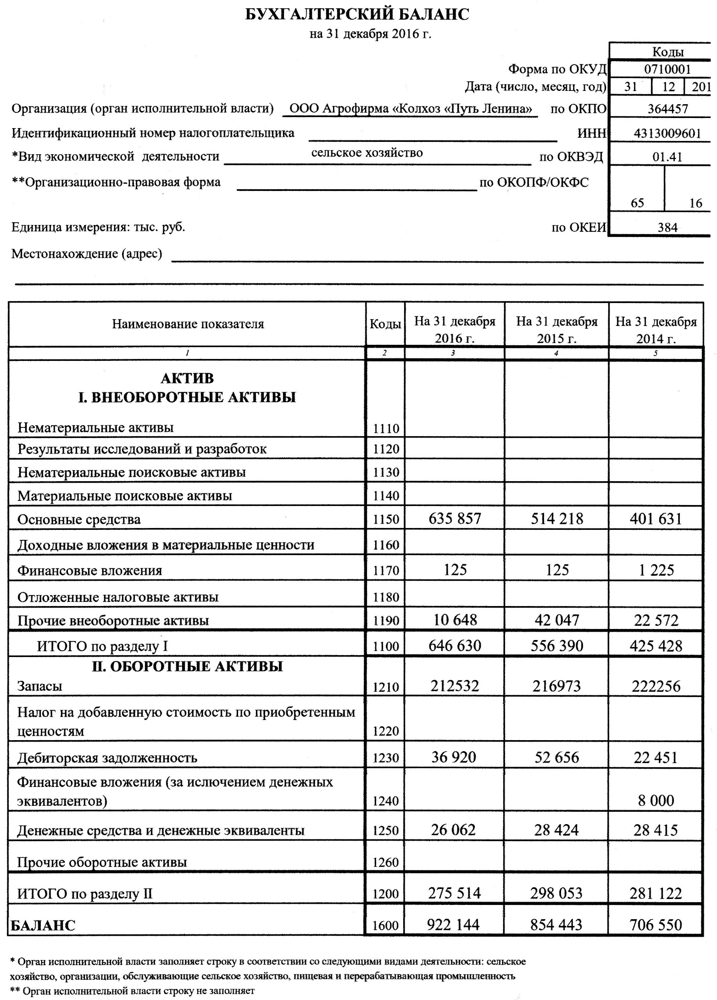 БУХГАЛТЕРСКИЙ БАЛАНС
на 31 декабря 2016 г.
Коды
Форма по ОКУД 0710001
Дата (число, месяц, год) 31 12 201
Организация (орган исполнительной власти) ООО Агрофирма «Колхоз «Путь Ленина» по ОКПО 364457
Идентификационный номер налогоплательщика ИНН 4313009601
*Вид экономической деятельности сельское хозяйство по ОКВЭД 01.41
**Организационно-правовая форма по ОКОПФ/ОКФС
65 16
Единица измерения: тыс. руб. по ОКЕИ 384
Местонахождение (адрес)
Наименование показателя Коды На 31 декабря 2016 г. На 31 декабря 2015 г. На 31 декабря 2014 г.
1 2 3 4 5
АКТИВ
I. ВНЕОБОРОТНЫЕ АКТИВЫ
Нематериальные активы 1110
Результаты исследований и разработок 1120
Нематериальные поисковые активы 1130
Материальные поисковые активы 1140
Основные средства 1150 635 857 514 218 401 631
Доходные вложения в материальные ценности 1160
Финансовые вложения 1170 125 125 1 225
Отложенные налоговые активы 1180
Прочие внеоборотные активы 1190 10 648 42 047 22 572
ИТОГО по разделу I 1100 646 630 556 390 425 428
II. ОБОРОТНЫЕ АКТИВЫ
Запасы 1210 212532 216973 222256
Налог на добавленную стоимость по приобретенным
ценностям 1220
Дебиторская задолженность 1230 36 920 52 656 22 451
Финансовые вложения (за ислючением денежных
эквивалентов) 1240 8 000
Денежные средства и денежные эквиваленты 1250 26 062 28 424 28 415
Прочие оборотные активы 1260
ИТОГО по разделу II 1200 275 514 298 053 281 122
БАЛАНС 1600 922 144 854 443 706 550
* Орган исполнительной власти заполняет строку в соответствии со следующими видами деятельности: сельское
хозяйство, организации, обслуживающие сельское хозяйство, пищевая и перерабатывающая промышленность
** Орган исполнительной власти строку не заполняет